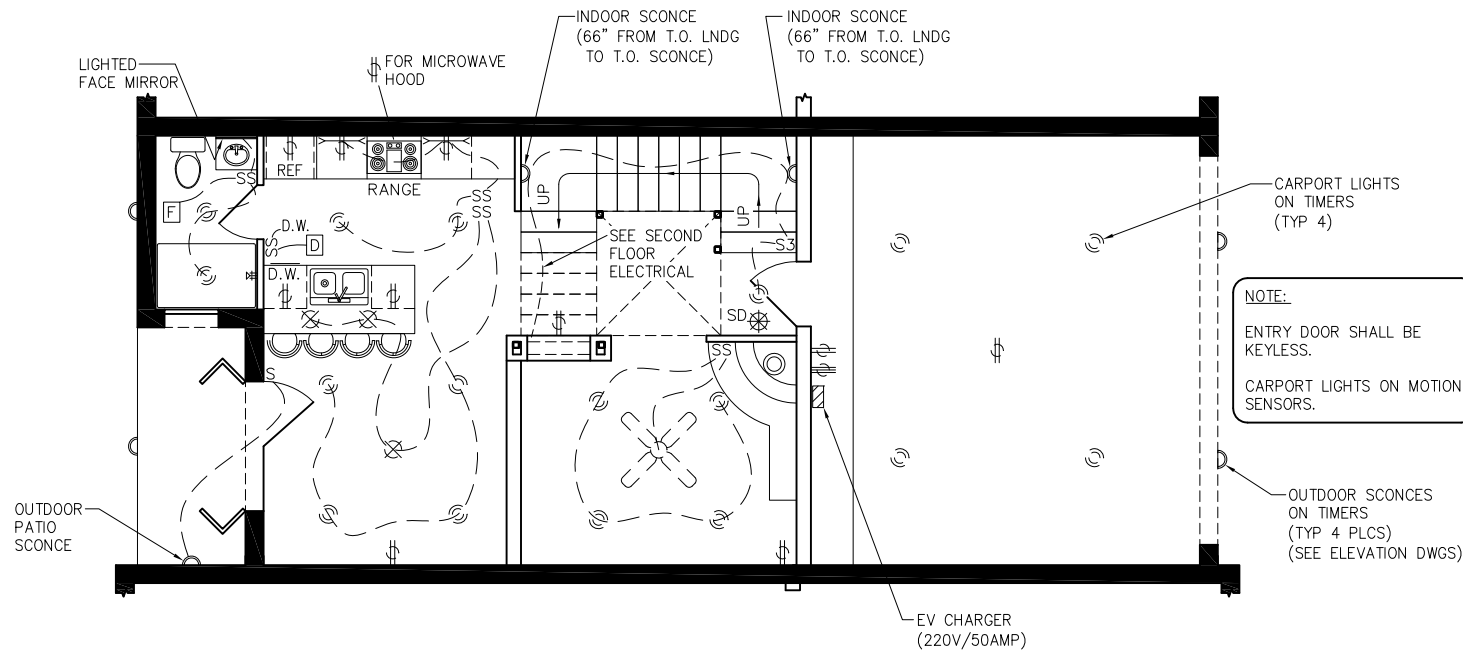 INDOOR SCONCE
(66" FROM T.O. LNDG
TO T.O. SCONCE)
INDOOR SCONCE
(66" FROM T.O. LNDG
TO T.O. SCONCE)
LIGHTED
FACE MIRROR
FOR MICROWAVE
HOOD
REF
RANGE
SS
F
UP
UP
SS
SS
D.W.
SS
D
D.W.
SEE SECOND
FLOOR
ELECTRICAL
S3
SD
SS
S
CARPORT LIGHTS
ON TIMERS
(TYP 4)
NOTE:
ENTRY DOOR SHALL BE
KEYLESS.
CARPORT LIGHTS ON MOTION
SENSORS.
OUTDOOR
PATIO
SCONCE
OUTDOOR SCONCES
ON TIMERS
(TYP 4 PLCS)
(SEE ELEVATION DWGS)
EV CHARGER
(220V/50AMP)